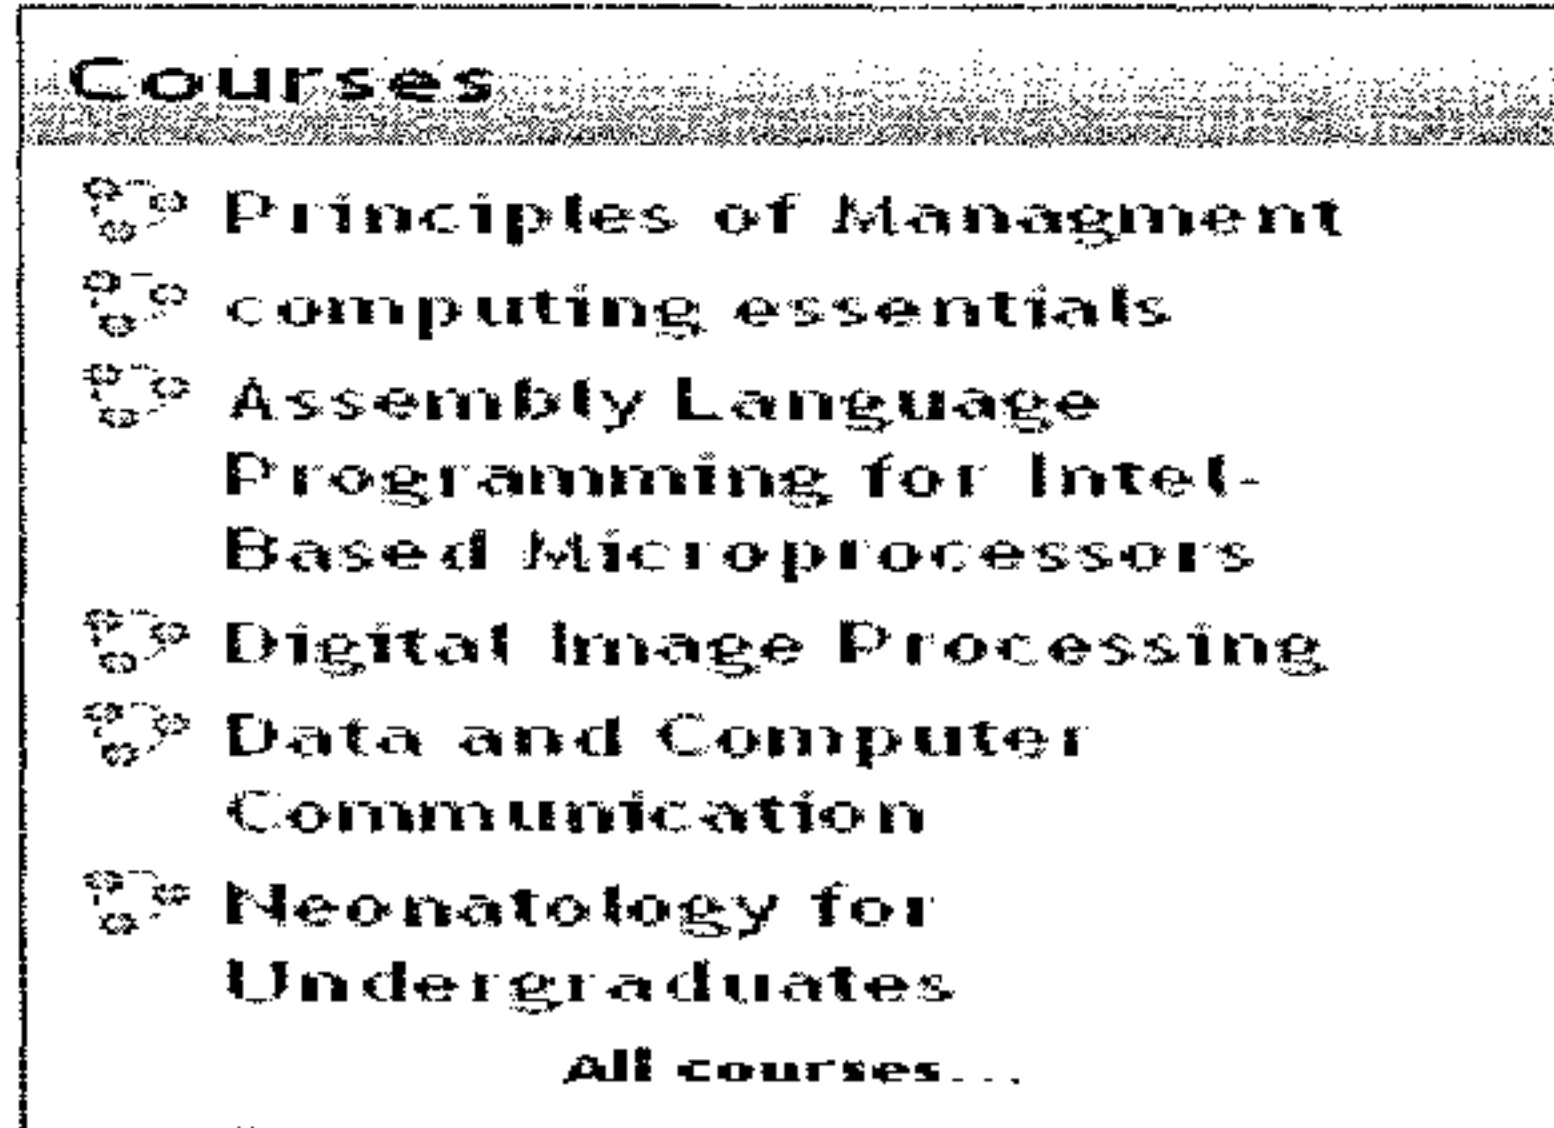 Courses
Principles of Managment
computing essentials
Assembly Language
Programming for Intel-
Based Microprocessors
Digital Image Processing
Data and Computer
Communication
Neonatology for
Undergraduates
All courses...